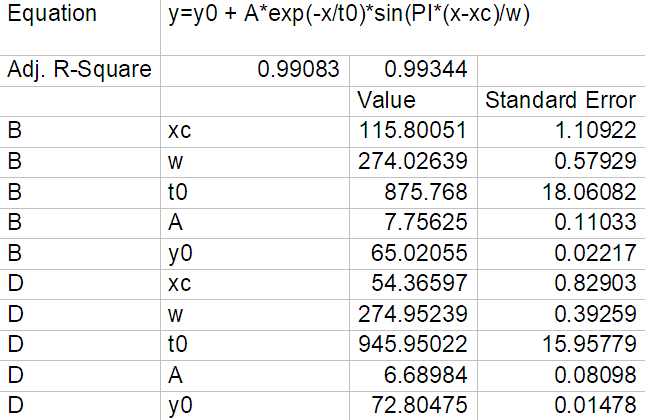 Equation y=y0 + A*exp(-x/t0)*sin(PI*(x-xc)/w)
Adj. R-Square 0.99083 0.99344
Value Standard Error
B xc 115.80051 1.10922
B w 274.02639 0.57929
B t0 875.768 18.06082
B A 7.75625 0.11033
B y0 65.02055 0.02217
D xc 54.36597 0.82903
D w 274.95239 0.39259
D t0 945.95022 15.95779
D A 6.68984 0.08098
D y0 72.80475 0.01478